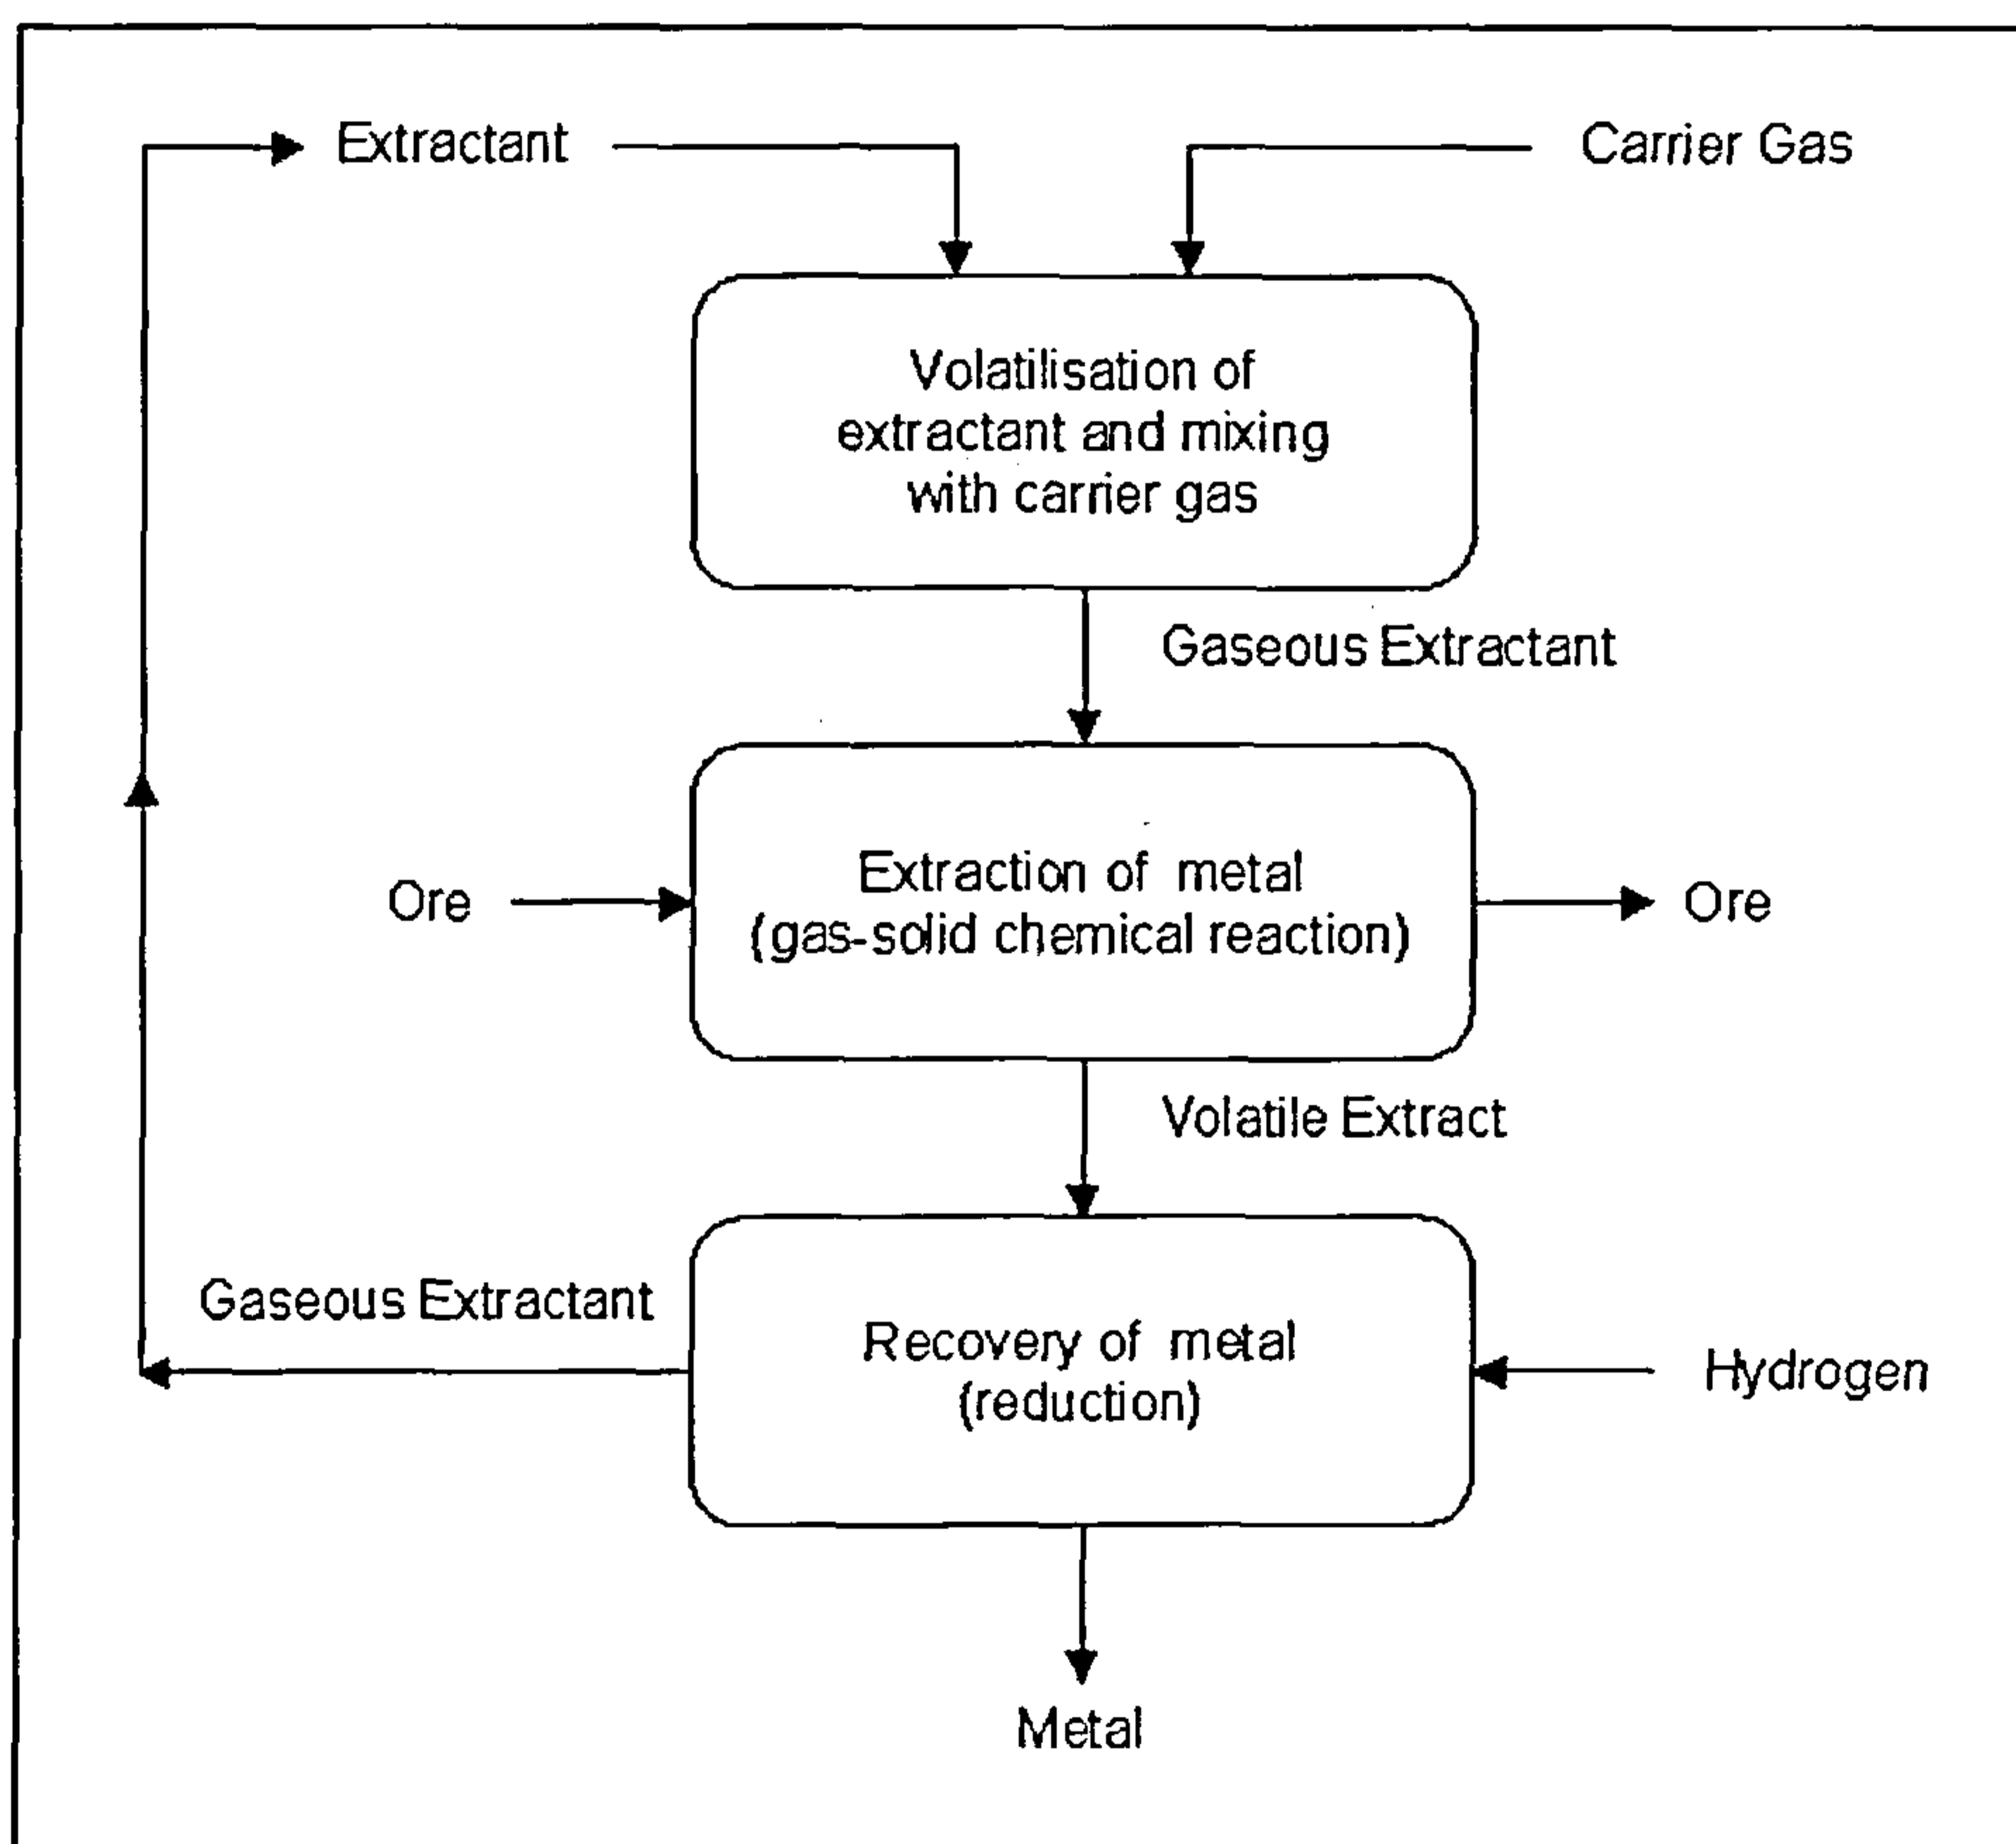 Extractant
Carrier Gas
Volatilisation of
extractant and mixing
with carrier gas
Gaseous Extractant
Extraction of metal
(gas-solid chemical reaction)
Ore
Ore
Volatile Extract
Gaseous Extractant
Recovery of metal
(reduction)
Hydrogen
Metal